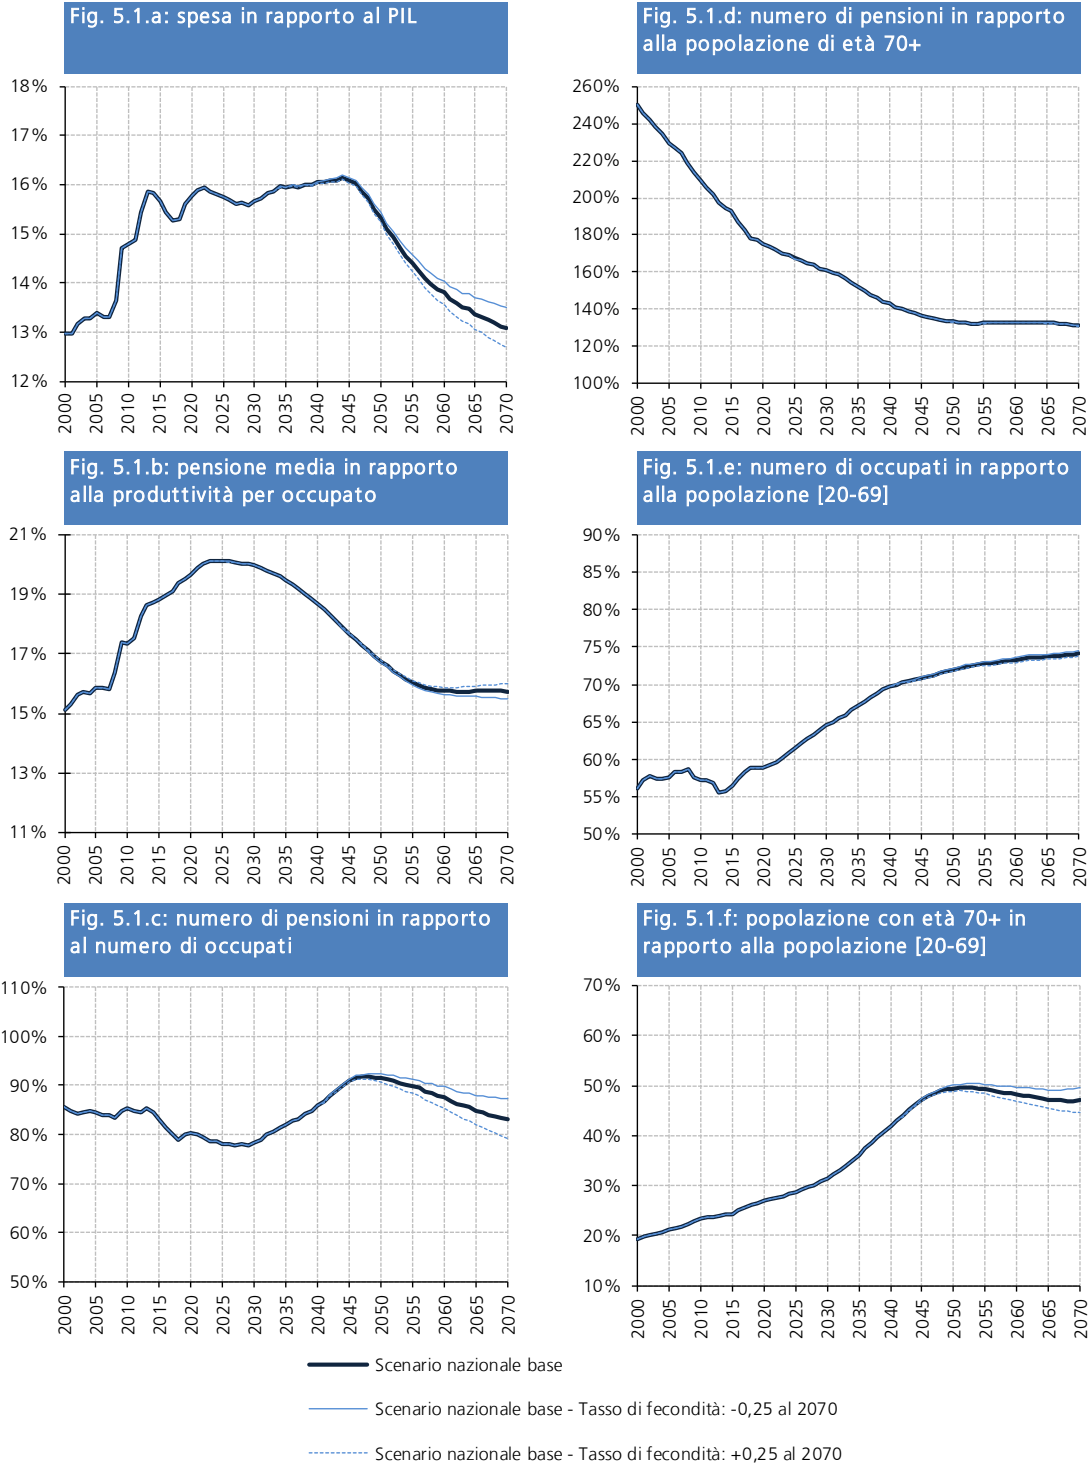 Fig. 5.1.a: spesa in rapporto al PIL
18%
17%
16%
15%
14%
13%
12%
2000 2005 2010 2015 2020 2025 2030 2035 2040 2045 2050 2055 2060 2065 2070
Fig. 5.1.d: numero di pensioni in rapporto
alla popolazione di età 70+
260%
240%
220%
200%
180%
160%
140%
120%
100%
2000 2005 2010 2015 2020 2025 2030 2035 2040 2045 2050 2055 2060 2065 2070
Fig. 5.1.b: pensione media in rapporto
alla produttività per occupato
21%
19%
17%
15%
13%
11%
2000 2005 2010 2015 2020 2025 2030 2035 2040 2045 2050 2055 2060 2065 2070
Fig. 5.1.e: numero di occupati in rapporto
alla popolazione [20-69]
90%
85%
80%
75%
70%
65%
60%
55%
50%
2000 2005 2010 2015 2020 2025 2030 2035 2040 2045 2050 2055 2060 2065 2070
Fig. 5.1.c: numero di pensioni in rapporto
al numero di occupati
110%
100%
90%
80%
70%
60%
50%
2000 2005 2010 2015 2020 2025 2030 2035 2040 2045 2050 2055 2060 2065 2070
Fig. 5.1.f: popolazione con età 70+ in
rapporto alla popolazione [20-69]
70%
60%
50%
40%
30%
20%
10%
2000 2005 2010 2015 2020 2025 2030 2035 2040 2045 2050 2055 2060 2065 2070
Scenario nazionale base
Scenario nazionale base - Tasso di fecondità: -0,25 al 2070
Scenario nazionale base - Tasso di fecondità: +0,25 al 2070